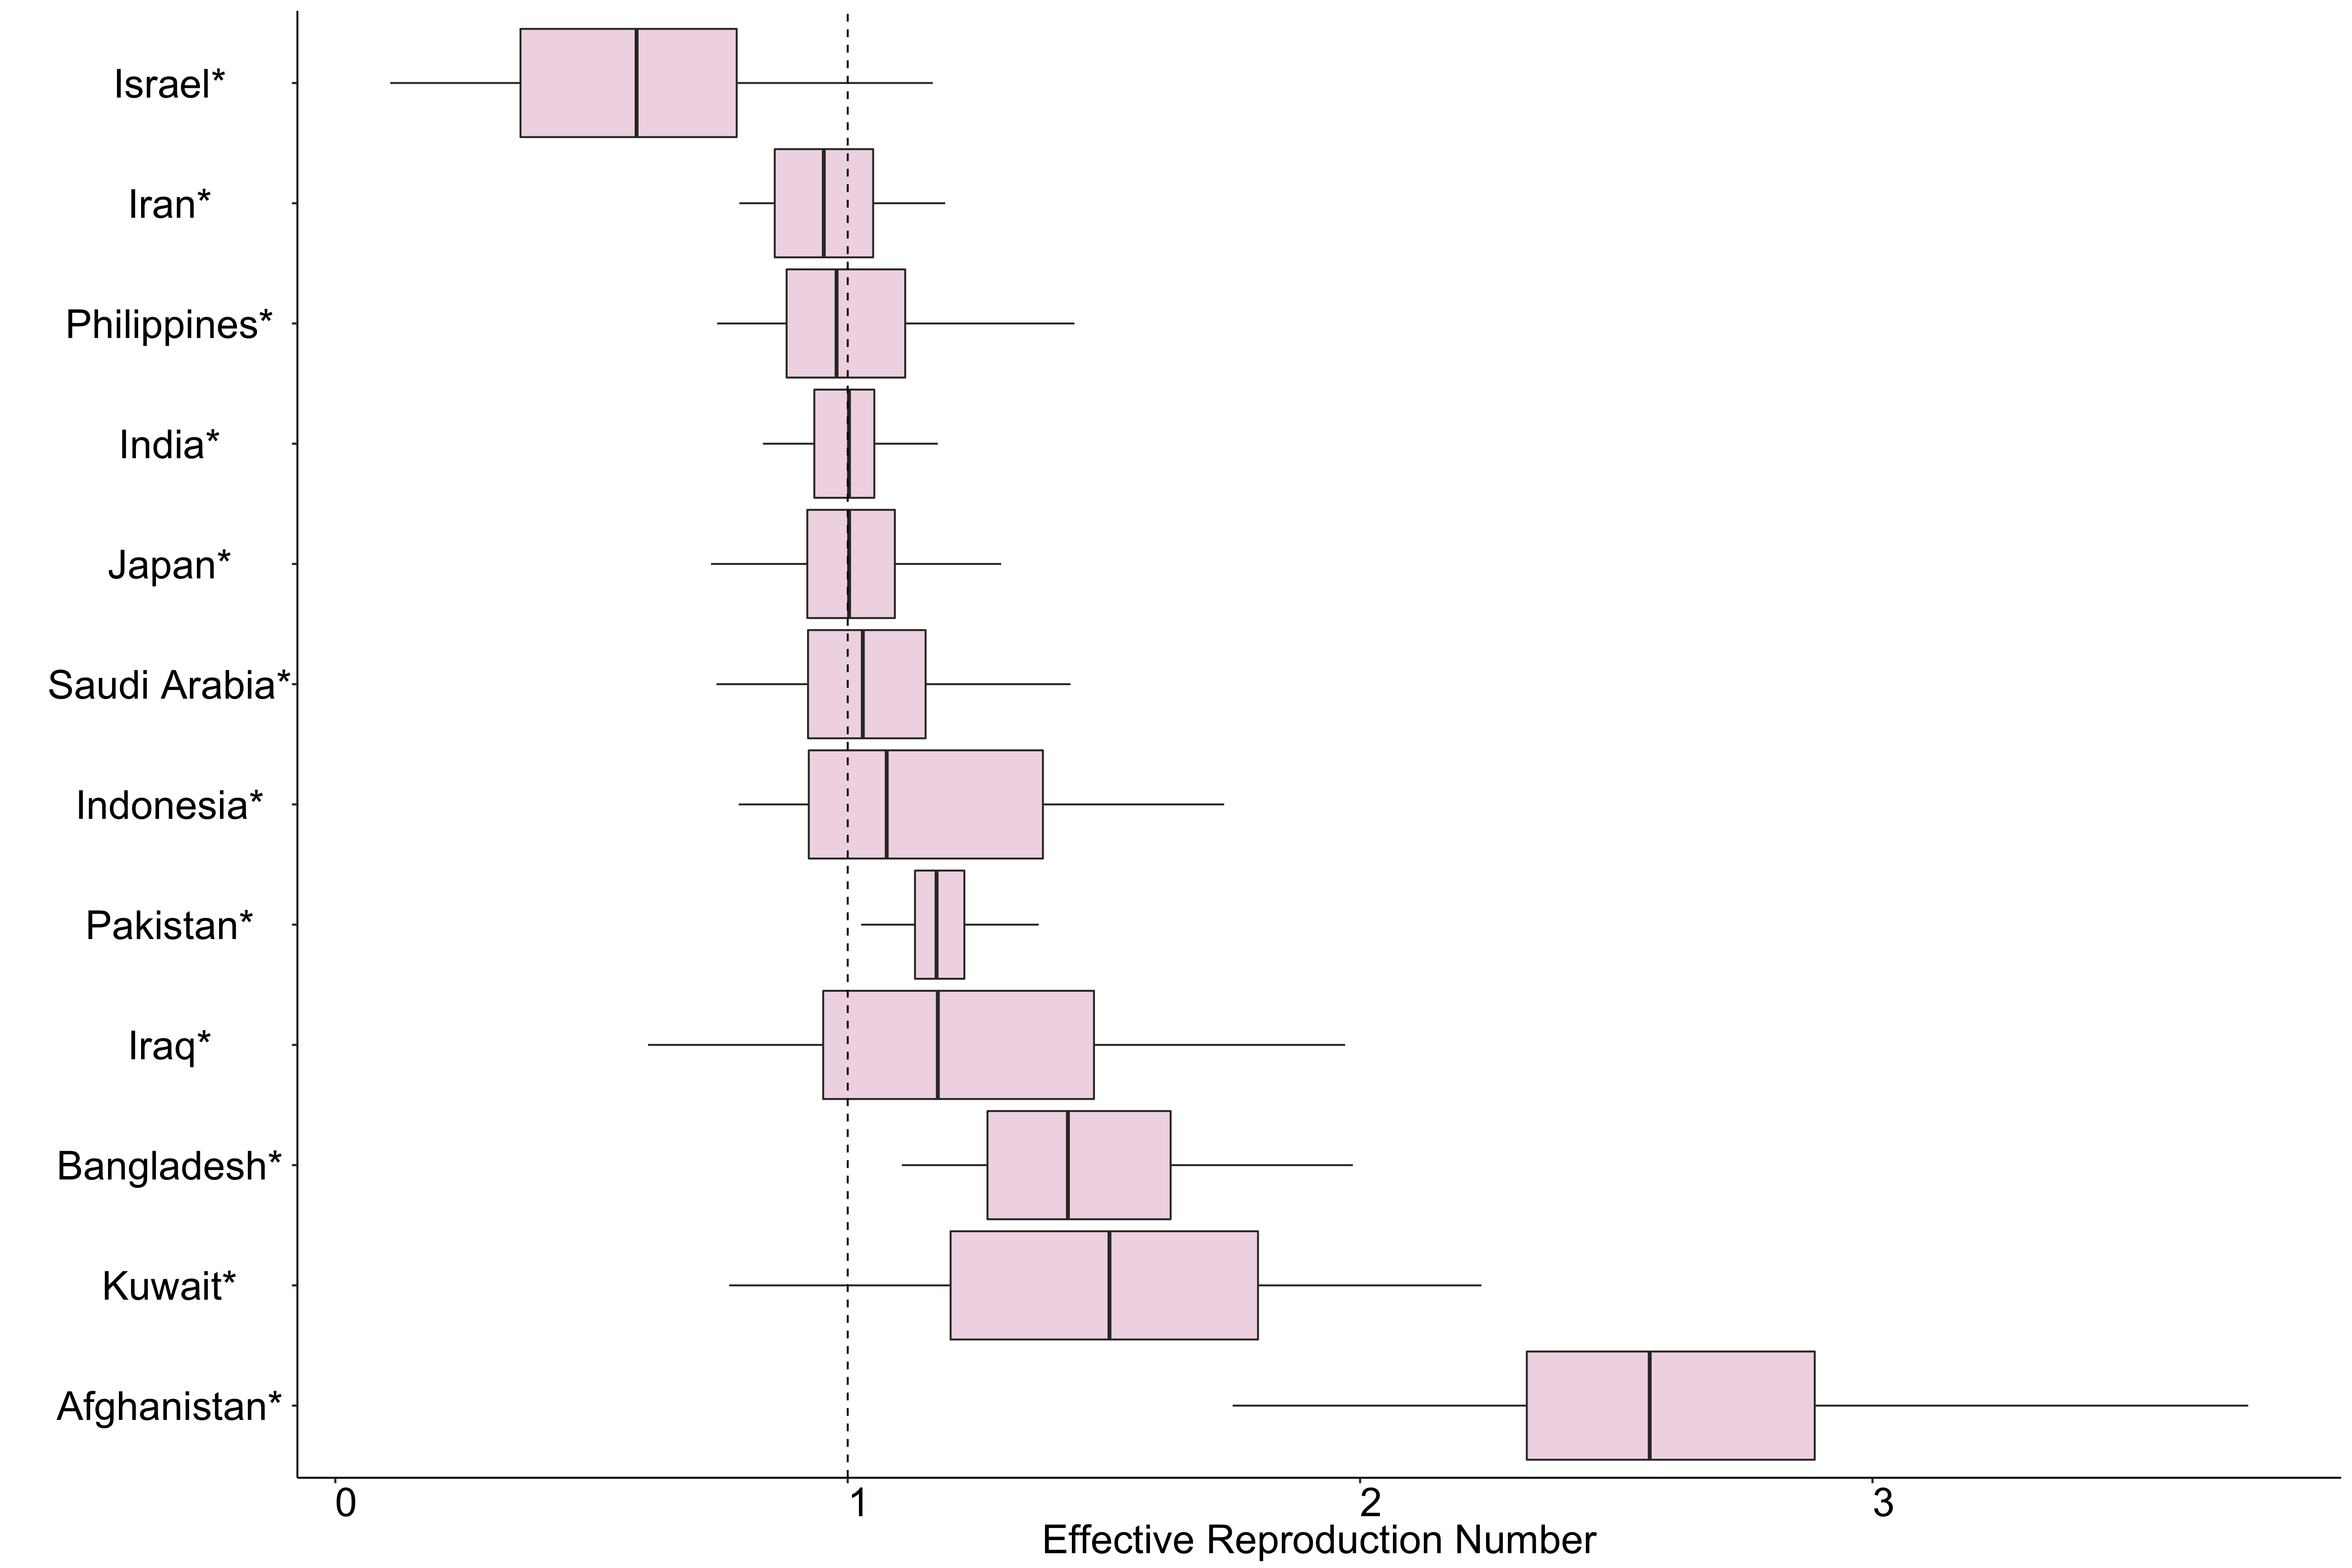 Israel*
Iran*
Philippines*
India*
Japan*
Saudi Arabia*
Indonesia*
Pakistan*
Iraq*
Bangladesh*
Kuwait*
Afghanistan*
0 1 2 3
Effective Reproduction Number